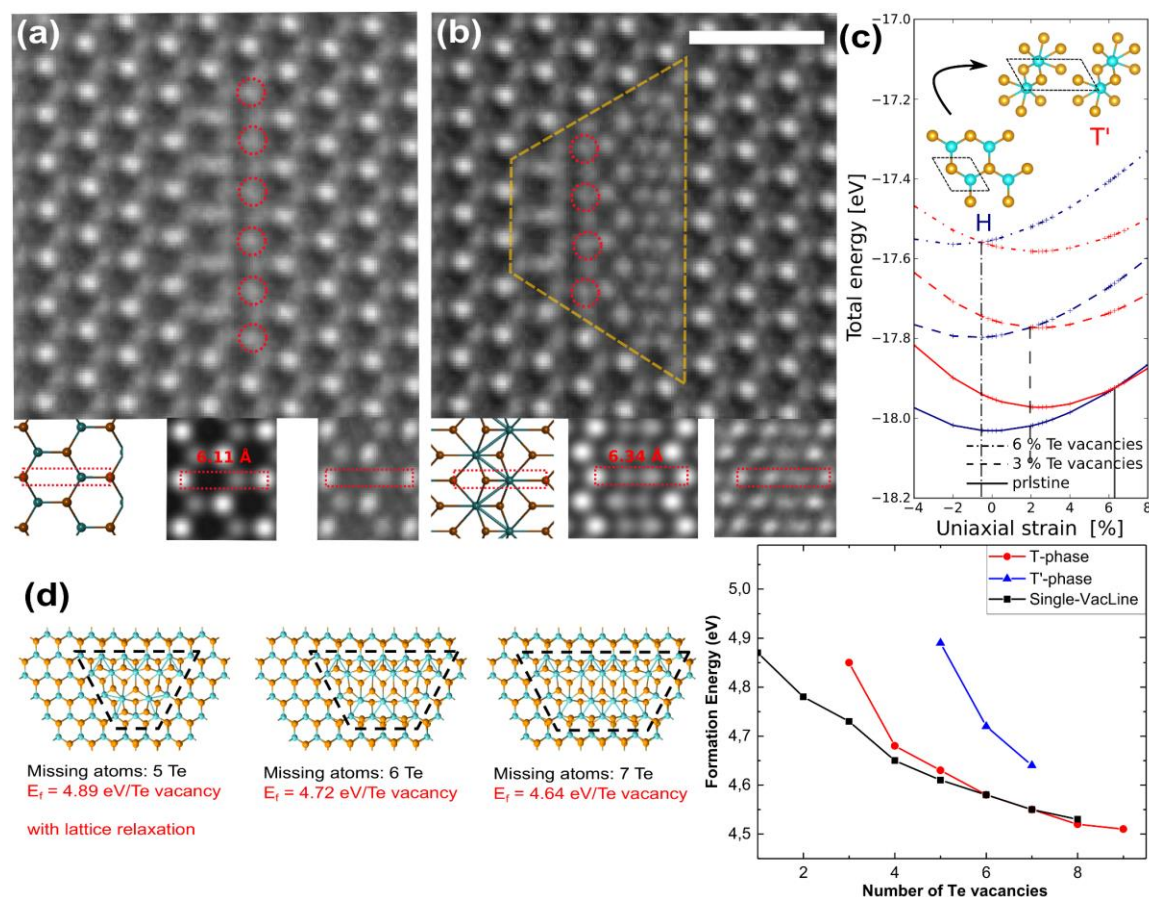 (a)
(b)
(c)
6.11 Å
6.34 Å
−17.0
−17.2
−17.4
−17.6
−17.8
−18.0
−18.2
Total energy [eV]
T'
H
6 % Te vacancies
3 % Te vacancies
pristine
−4
−2
0
2
4
6
8
Uniaxial strain [%]
(d)
Missing atoms: 5 Te
E_f = 4.89 eV/Te vacancy
with lattice relaxation
Missing atoms: 6 Te
E_f = 4.72 eV/Te vacancy
Missing atoms: 7 Te
E_f = 4.64 eV/Te vacancy
T-phase
T'-phase
Single-VacLine
Formation Energy (eV)
5,0
4,9
4,8
4,7
4,6
4,5
2
4
6
8
Number of Te vacancies